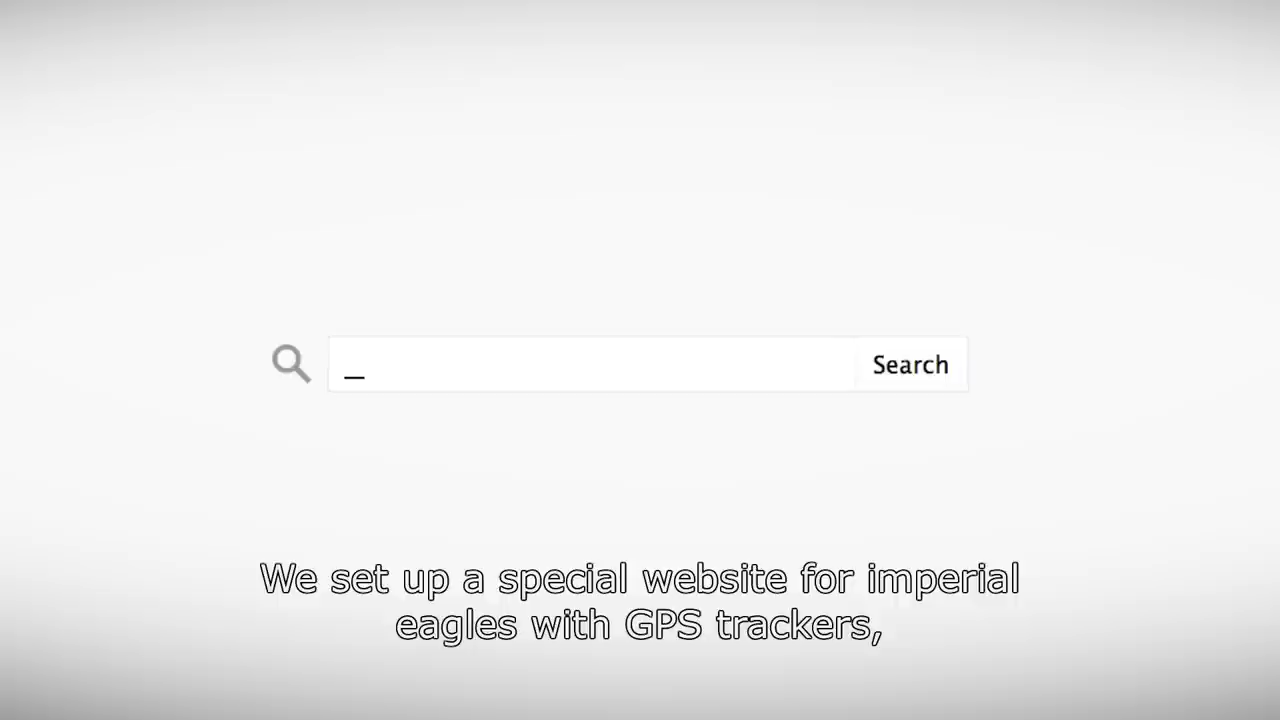 Search
We set up a special website for imperial
eagles with GPS trackers,